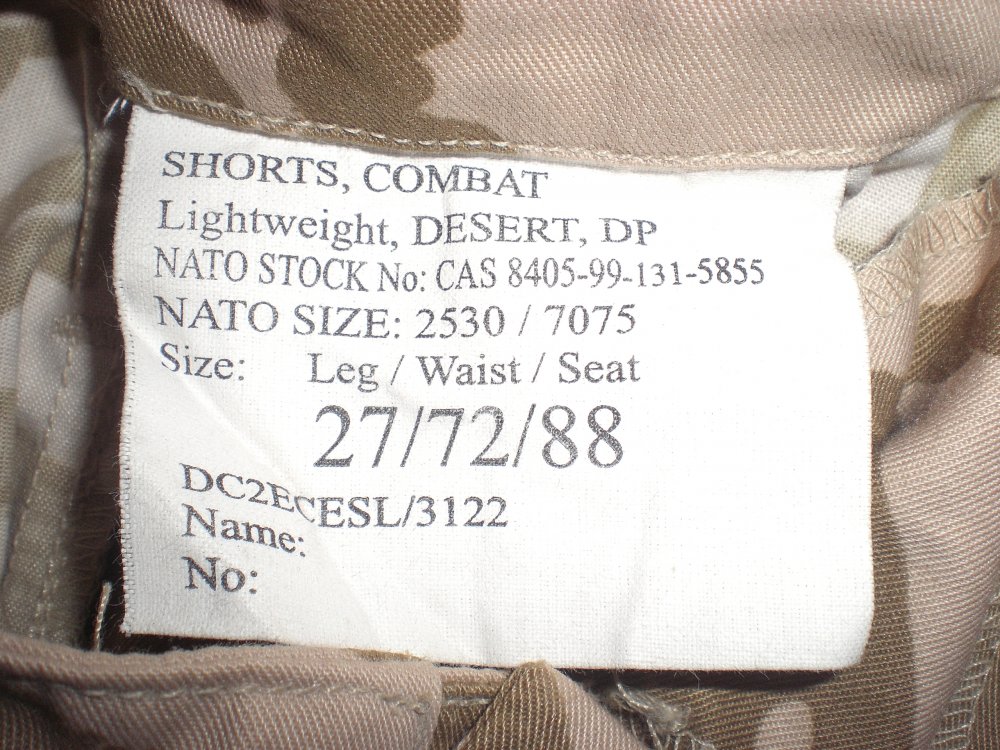 SHORTS, COMBAT
Lightweight, DESERT, DP
NATO STOCK No: CAS 8405-99-131-5855
NATO SIZE: 2530 / 7075
Size: Leg / Waist / Seat
27/72/88
DC2ECESL/3122
Name:
No: